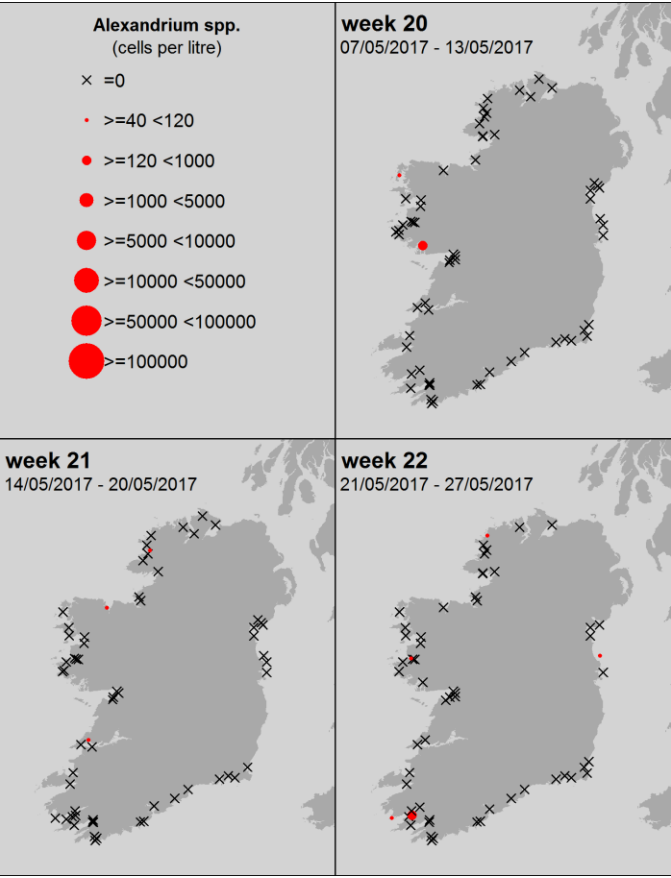 Alexandrium spp.
(cells per litre)
=0
>=40 <120
>=120 <1000
>=1000 <5000
>=5000 <10000
>=10000 <50000
>=50000 <100000
>=100000
week 20
07/05/2017 - 13/05/2017
week 21
14/05/2017 - 20/05/2017
week 22
21/05/2017 - 27/05/2017